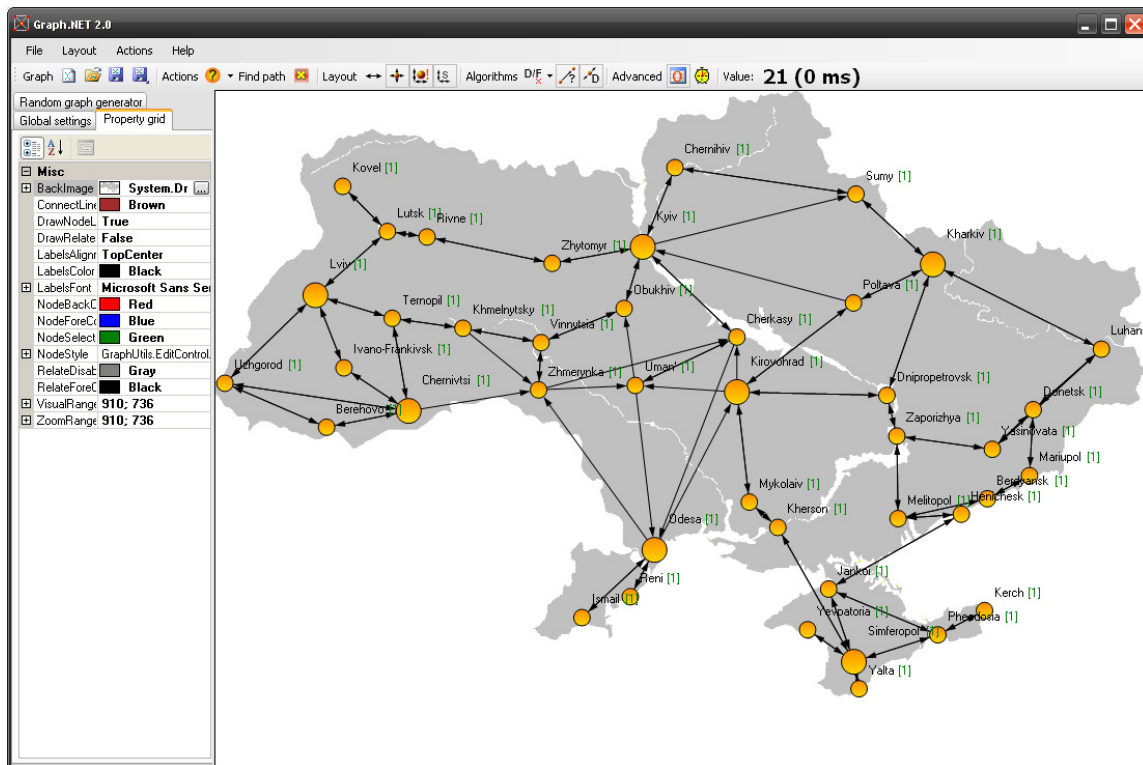 Graph.NET 2.0
File Layout Actions Help
Graph Actions Find path Layout Algorithms D/F Advanced Value: 21 (0 ms)
Random graph generator
Global settings Property grid
Misc
BackImage System.Dr ...
ConnectLine Brown
DrawNodeL True
DrawRelate False
LabelsAlignm TopCenter
LabelsColor Black
LabelsFont Microsoft Sans Ser
NodeBackC Red
NodeForeCo Blue
NodeSelect Green
NodeStyle GraphUtils.EditControl.
RelateDisab Gray
RelateForeC Black
VisualRange 910; 736
ZoomRange 910; 736
Chernihiv [1]
Kovel [1]
Sumy [1]
Lutsk [1]
Rivne [1]
Kyiv [1]
Kharkiv [1]
Zhytomyr [1]
Lviv [1]
Obukhiv [1]
Poltava [1]
Ternopil [1]
Khmelnytsky [1]
Vinnytsia [1]
Cherkasy [1]
Luhan
Ivano-Frankivsk [1]
Kirovohrad [1]
Uzhgorod [1]
Zhmerynka [1]
Uman' [1]
Chernivtsi [1]
Dnipropetrovsk [1]
Donetsk [1]
Berehovo [1]
Zaporizhya [1]
Yasinovata [1]
Mariupol [1]
Mykolaiv [1]
Berdyansk [1]
Kherson [1]
Melitopol [1]
Henichesk [1]
Odesa [1]
Jankoi [1]
Reni [1]
Kerch [1]
Ismail [1]
Yevpatoria [1]
Pheodosia [1]
Simferopol [1]
Yalta [1]